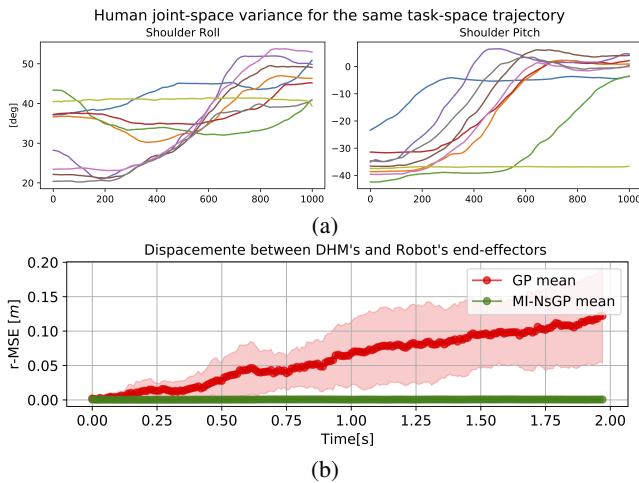 Human joint-space variance for the same task-space trajectory
Shoulder Roll
Shoulder Pitch
[deg]
50
40
30
20
0 200 400 600 800 1000
0
−10
−20
−30
−40
0 200 400 600 800 1000
(a)
Dispacemente between DHM's and Robot's end-effectors
r-MSE [m]
0.20
0.15
0.10
0.05
0.00
GP mean
MI-NsGP mean
0.00 0.25 0.50 0.75 1.00 1.25 1.50 1.75 2.00
Time[s]
(b)